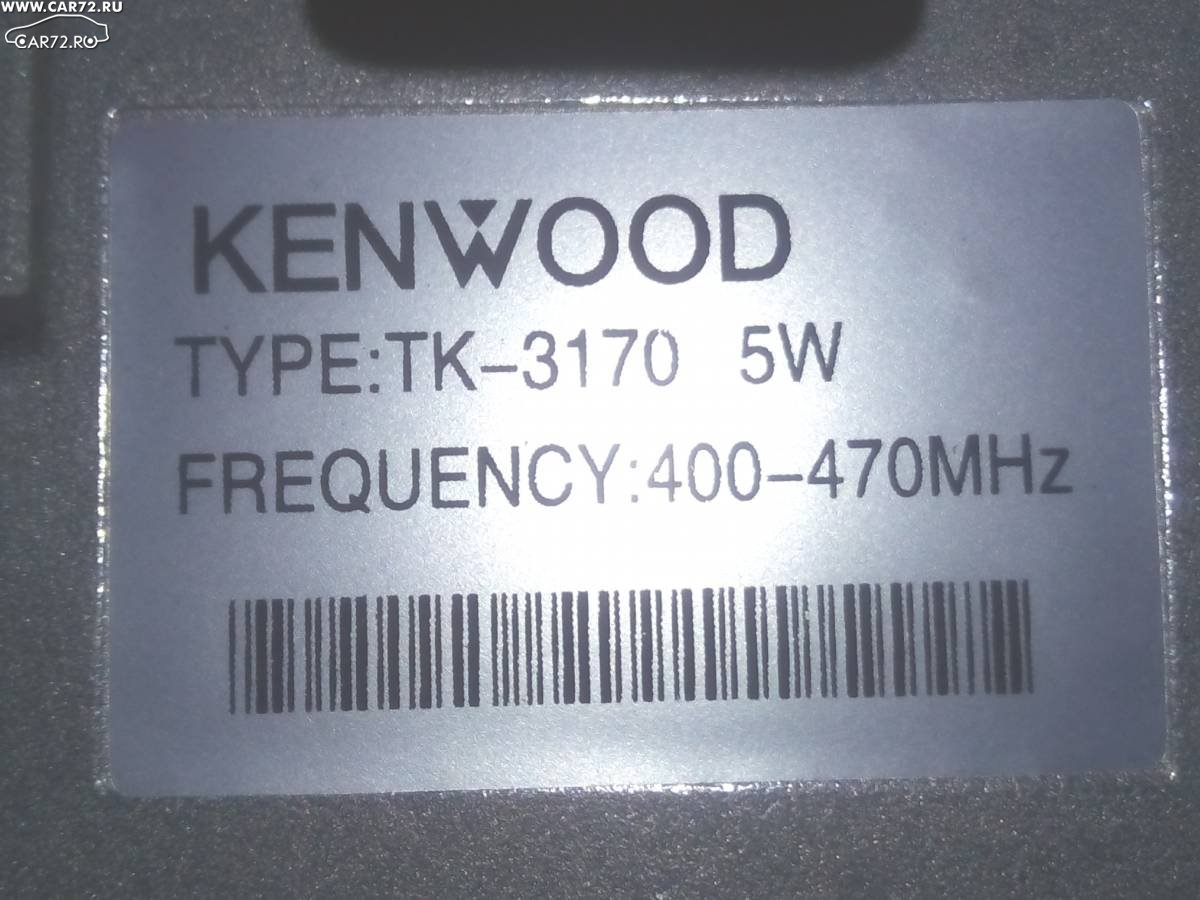 WWW.CAR72.RU
CAR72.RU
KENWOOD
TYPE:TK-3170 5W
FREQUENCY:400-470MHz